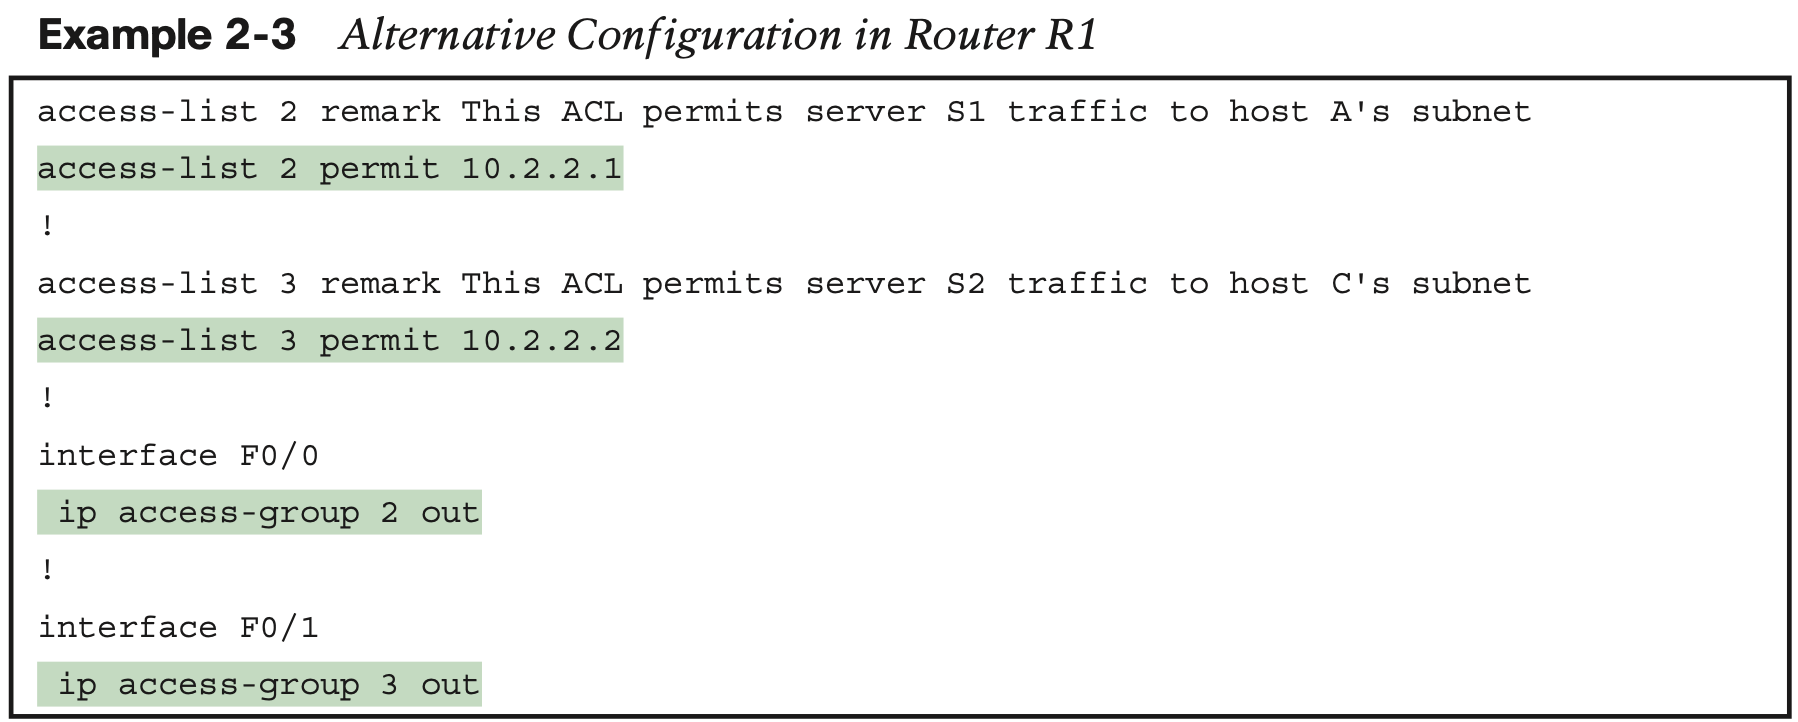 Example 2-3 Alternative Configuration in Router R1
access-list 2 remark This ACL permits server S1 traffic to host A's subnet
access-list 2 permit 10.2.2.1
!
access-list 3 remark This ACL permits server S2 traffic to host C's subnet
access-list 3 permit 10.2.2.2
!
interface F0/0
 ip access-group 2 out
!
interface F0/1
 ip access-group 3 out